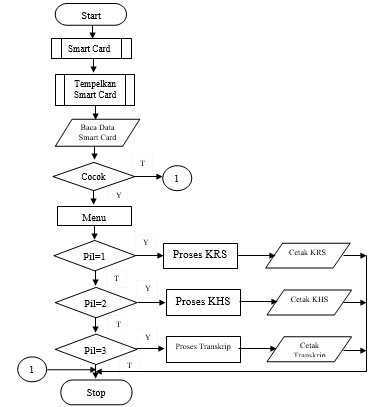 Start
Smart Card
Tempelkan
Smart Card
Baca Data
Smart Card
Cocok
T
1
Y
Menu
Pil=1
Y
Proses KRS
Cetak KRS
T
Pil=2
Y
Proses KHS
Cetak KHS
T
Pil=3
Y
Proses Transkrip
Cetak
Transkrip
T
1
Stop